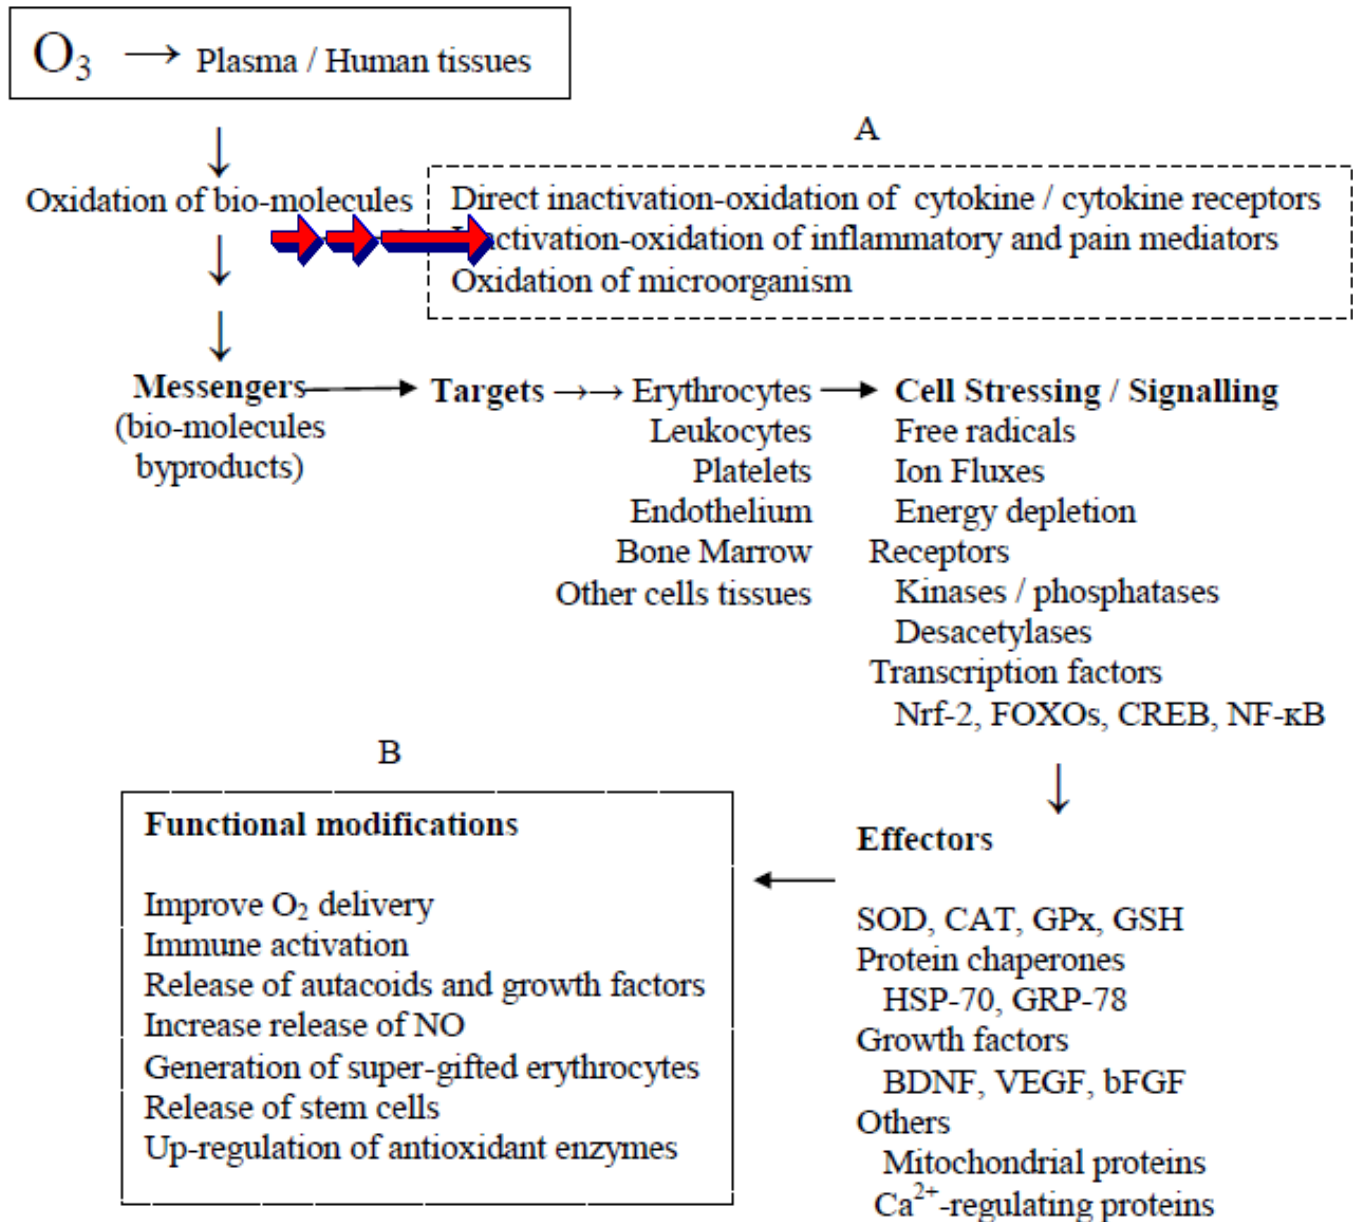 O₃ → Plasma / Human tissues
A
Oxidation of bio-molecules
Direct inactivation-oxidation of cytokine / cytokine receptors
activation-oxidation of inflammatory and pain mediators
Oxidation of microorganism
Messengers → Targets →→ Erythrocytes → Cell Stressing / Signalling
(bio-molecules
byproducts)
Leukocytes
Platelets
Endothelium
Bone Marrow
Other cells tissues
Free radicals
Ion Fluxes
Energy depletion
Receptors
Kinases / phosphatases
Desacetylases
Transcription factors
Nrf-2, FOXOs, CREB, NF-κB
B
Functional modifications
Improve O₂ delivery
Immune activation
Release of autacoids and growth factors
Increase release of NO
Generation of super-gifted erythrocytes
Release of stem cells
Up-regulation of antioxidant enzymes
Effectors
SOD, CAT, GPx, GSH
Protein chaperones
HSP-70, GRP-78
Growth factors
BDNF, VEGF, bFGF
Others
Mitochondrial proteins
Ca²⁺-regulating proteins